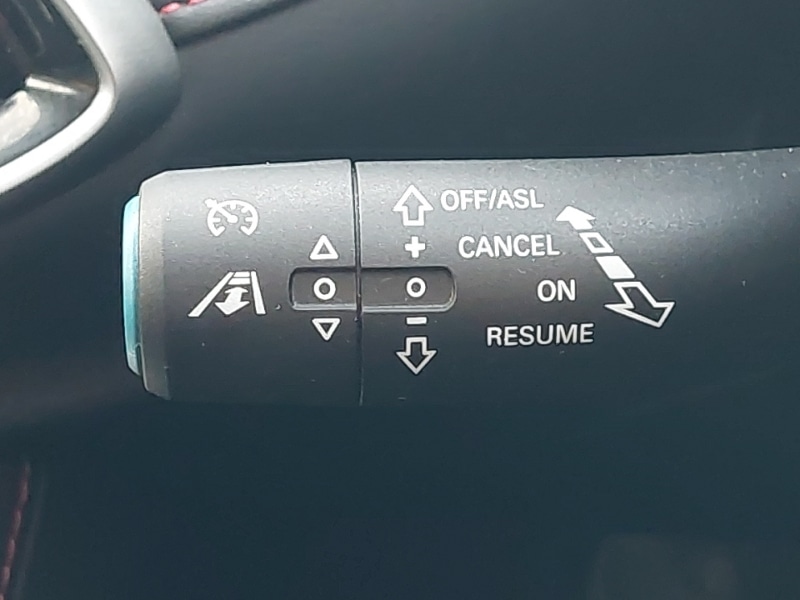 OFF/ASL
+ CANCEL
ON
−
RESUME